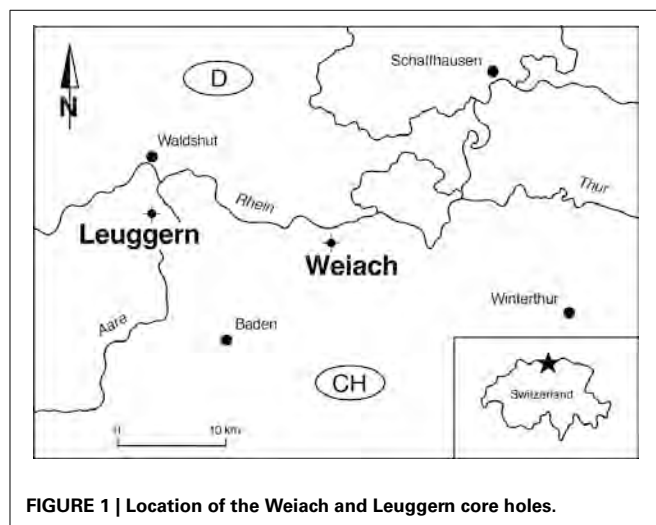 N
D
Schaffhausen
Waldshut
Rhein
Thur
Leuggern
Weiach
Aare
Baden
Winterthur
CH
Switzerland
0 10 km
FIGURE 1 | Location of the Weiach and Leuggern core holes.